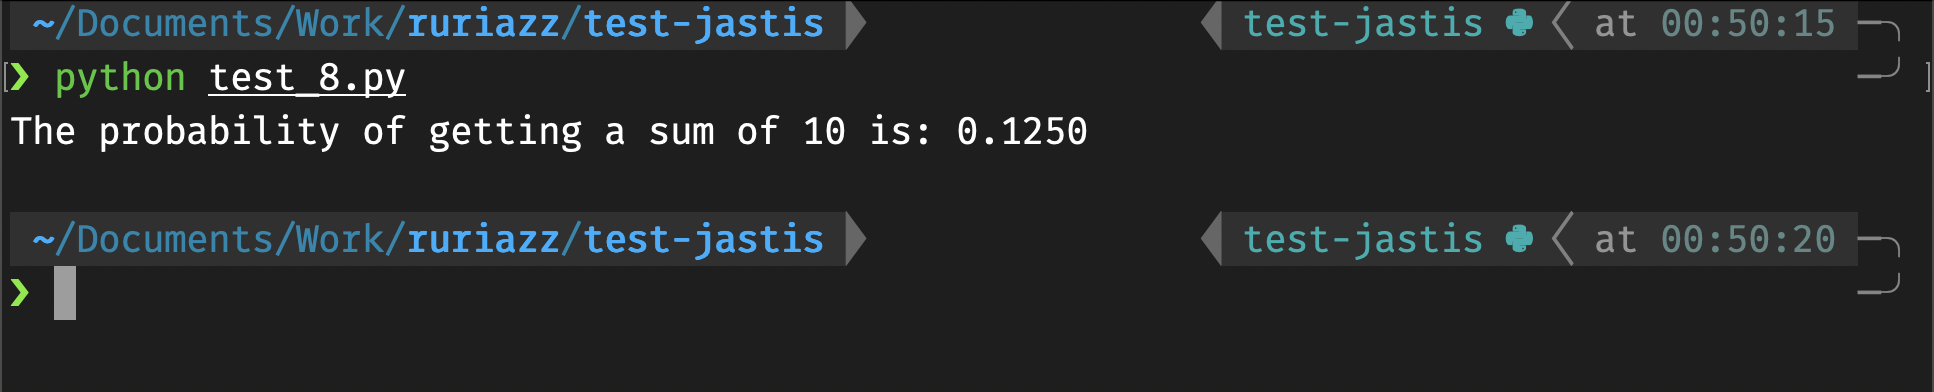 ~/Documents/Work/ruriazz/test-jastis test-jastis at 00:50:15
❯ python test_8.py
The probability of getting a sum of 10 is: 0.1250
~/Documents/Work/ruriazz/test-jastis test-jastis at 00:50:20
❯